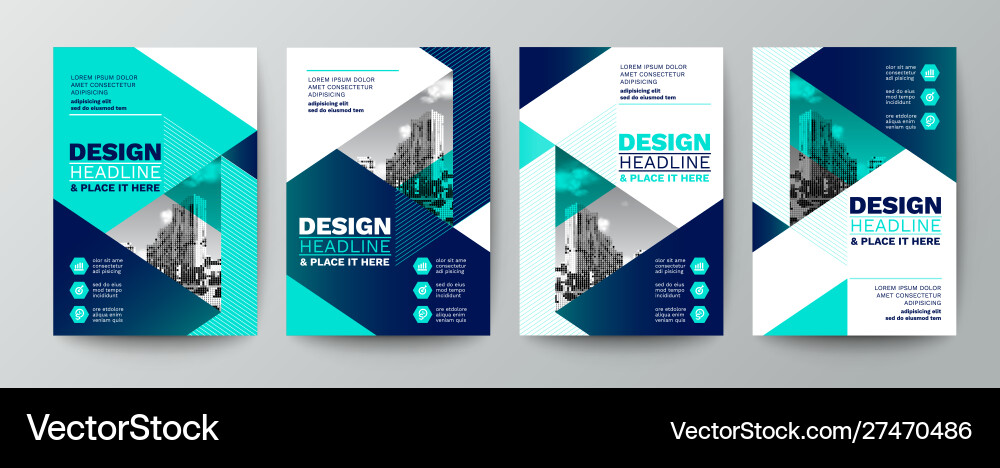 LOREM IPSUM DOLOR
AMET CONSECTETUR
ADIPISICING
adipisicing elit
sed do eiusmod tem
DESIGN
HEADLINE
& PLACE IT HERE
olor sit ame
consectetur
adi pisicing
sed do eius
mod tempo
incididunt
ore etdolore
aliqua enim
veniam quis
LOREM IPSUM DOLOR
AMET CONSECTETUR
ADIPISICING
adipisicing elit
sed do eiusmod tem
DESIGN
HEADLINE
& PLACE IT HERE
olor sit ame
consectetur
adi pisicing
sed do eius
mod tempo
incididunt
ore etdolore
aliqua enim
veniam quis
LOREM IPSUM DOLOR
AMET CONSECTETUR
ADIPISICING
adipisicing elit
sed do eiusmod tem
DESIGN
HEADLINE
& PLACE IT HERE
olor sit ame
consectetur
adi pisicing
sed do eius
mod tempo
incididunt
ore etdolore
aliqua enim
veniam quis
olor sit ame
consectetur
adi pisicing
sed do eius
mod tempo
incididunt
ore etdolore
aliqua enim
veniam quis
DESIGN
HEADLINE
& PLACE IT HERE
LOREM IPSUM DOLOR
AMET CONSECTETUR
ADIPISICING
adipisicing elit
sed do eiusmod tem
VectorStock
VectorStock.com/27470486